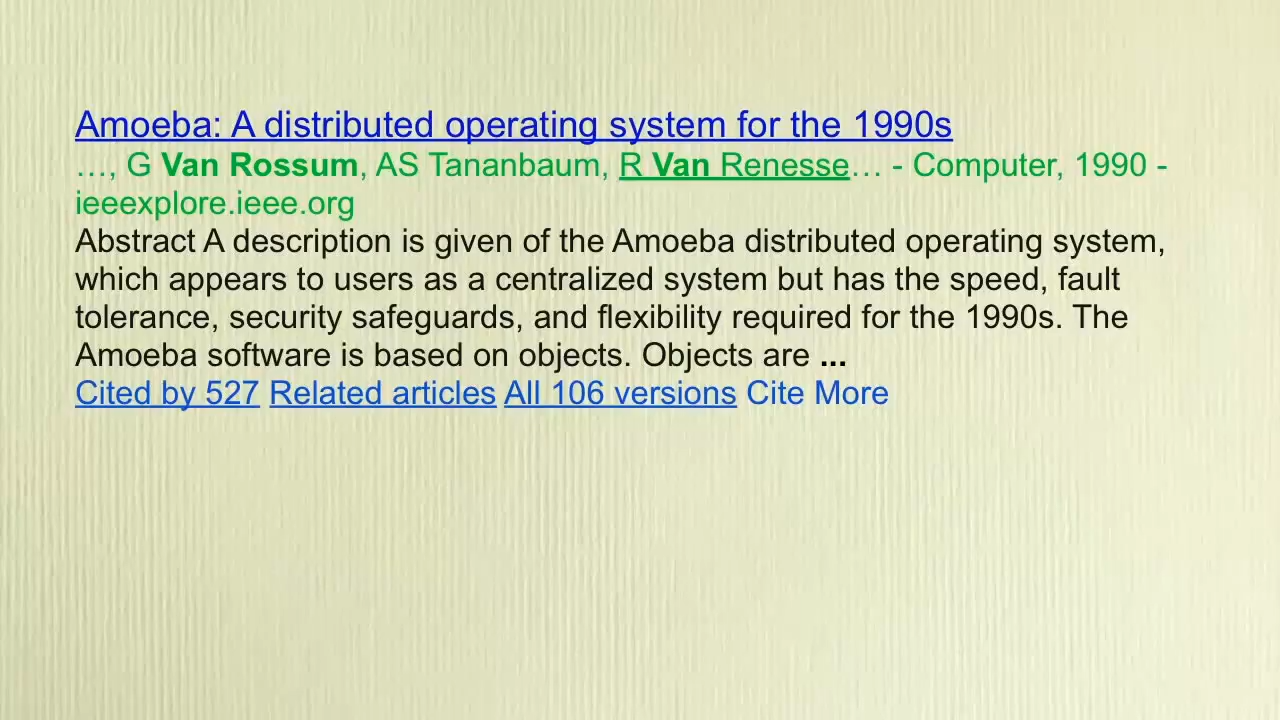 Amoeba: A distributed operating system for the 1990s
…, G Van Rossum, AS Tananbaum, R Van Renesse… - Computer, 1990 -
ieeexplore.ieee.org
Abstract A description is given of the Amoeba distributed operating system,
which appears to users as a centralized system but has the speed, fault
tolerance, security safeguards, and flexibility required for the 1990s. The
Amoeba software is based on objects. Objects are ...
Cited by 527 Related articles All 106 versions Cite More